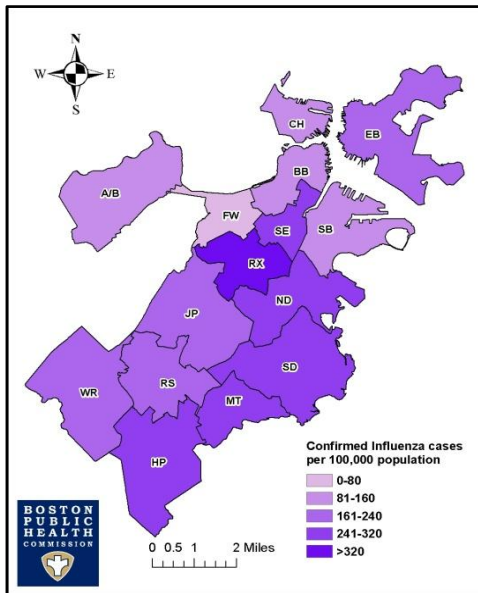 N
W E
S
CH
EB
BB
A/B
FW
SE
SB
RX
ND
JP
SD
RS
WR
MT
HP
Confirmed Influenza cases
per 100,000 population
0-80
81-160
161-240
241-320
>320
BOSTON
PUBLIC
HEALTH
COMMISSION
0 0.5 1 2 Miles